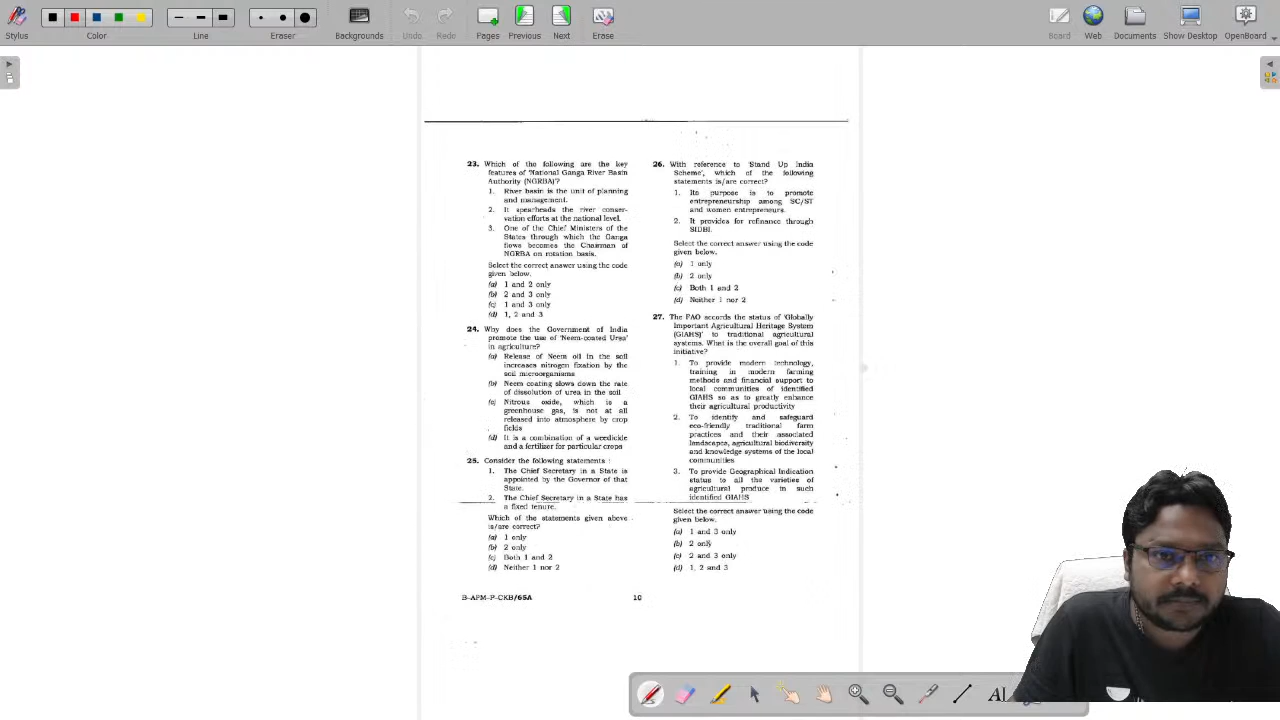 Stylus
Color
Line
Eraser
Backgrounds
Undo
Redo
Pages
Previous
Next
Erase
Board
Web
Documents
Show Desktop
OpenBoard
23. Which of the following are the key
features of 'National Ganga River Basin
Authority (NGRBA)'?
1. River basin is the unit of planning
and management.
2. It spearheads the river conser-
vation efforts at the national level.
3. One of the Chief Ministers of the
States through which the Ganga
flows becomes the Chairman of
NGRBA on rotation basis.
Select the correct answer using the code
given below.
(a) 1 and 2 only
(b) 2 and 3 only
(c) 1 and 3 only
(d) 1, 2 and 3
24. Why does the Government of India
promote the use of 'Neem-coated Urea'
in agriculture?
(a) Release of Neem oil in the soil
increases nitrogen fixation by the
soil microorganisms
(b) Neem coating slows down the rate
of dissolution of urea in the soil
(c) Nitrous oxide, which is a
greenhouse gas, is not at all
released into atmosphere by crop
fields
(d) It is a combination of a weedicide
and a fertilizer for particular crops
25. Consider the following statements :
1. The Chief Secretary in a State is
appointed by the Governor of that
State.
2. The Chief Secretary in a State has
a fixed tenure.
Which of the statements given above
is/are correct?
(a) 1 only
(b) 2 only
(c) Both 1 and 2
(d) Neither 1 nor 2
26. With reference to 'Stand Up India
Scheme', which of the following
statements is/are correct?
1. Its purpose is to promote
entrepreneurship among SC/ST
and women entrepreneurs.
2. It provides for refinance through
SIDBI.
Select the correct answer using the code
given below.
(a) 1 only
(b) 2 only
(c) Both 1 and 2
(d) Neither 1 nor 2
27. The FAO accords the status of 'Globally
Important Agricultural Heritage System
(GIAHS)' to traditional agricultural
systems. What is the overall goal of this
initiative?
1. To provide modern technology,
training in modern farming
methods and financial support to
local communities of identified
GIAHS so as to greatly enhance
their agricultural productivity
2. To identify and safeguard
eco-friendly traditional farm
practices and their associated
landscapes, agricultural biodiversity
and knowledge systems of the local
communities
3. To provide Geographical Indication
status to all the varieties of
agricultural produce in such
identified GIAHS
Select the correct answer using the code
given below.
(a) 1 and 3 only
(b) 2 only
(c) 2 and 3 only
(d) 1, 2 and 3
B-APM-P-CKB/65A
10
AI